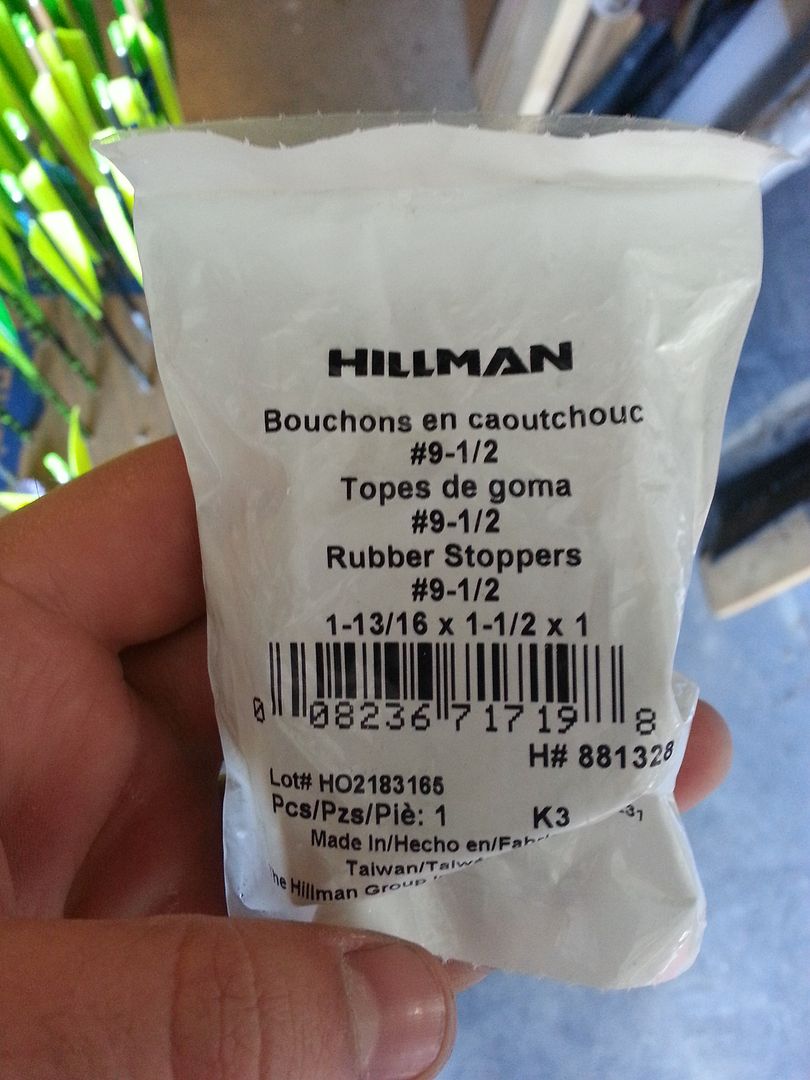 HILLMAN
Bouchons en caoutchouc
#9-1/2
Topes de goma
#9-1/2
Rubber Stoppers
#9-1/2
1-13/16 x 1-1/2 x 1
0 08236 71719 8
H# 881328
Lot# HO2183165
Pcs/Pzs/Piè: 1 K3
Made In/Hecho en/
Taiwan/
Hillman Group